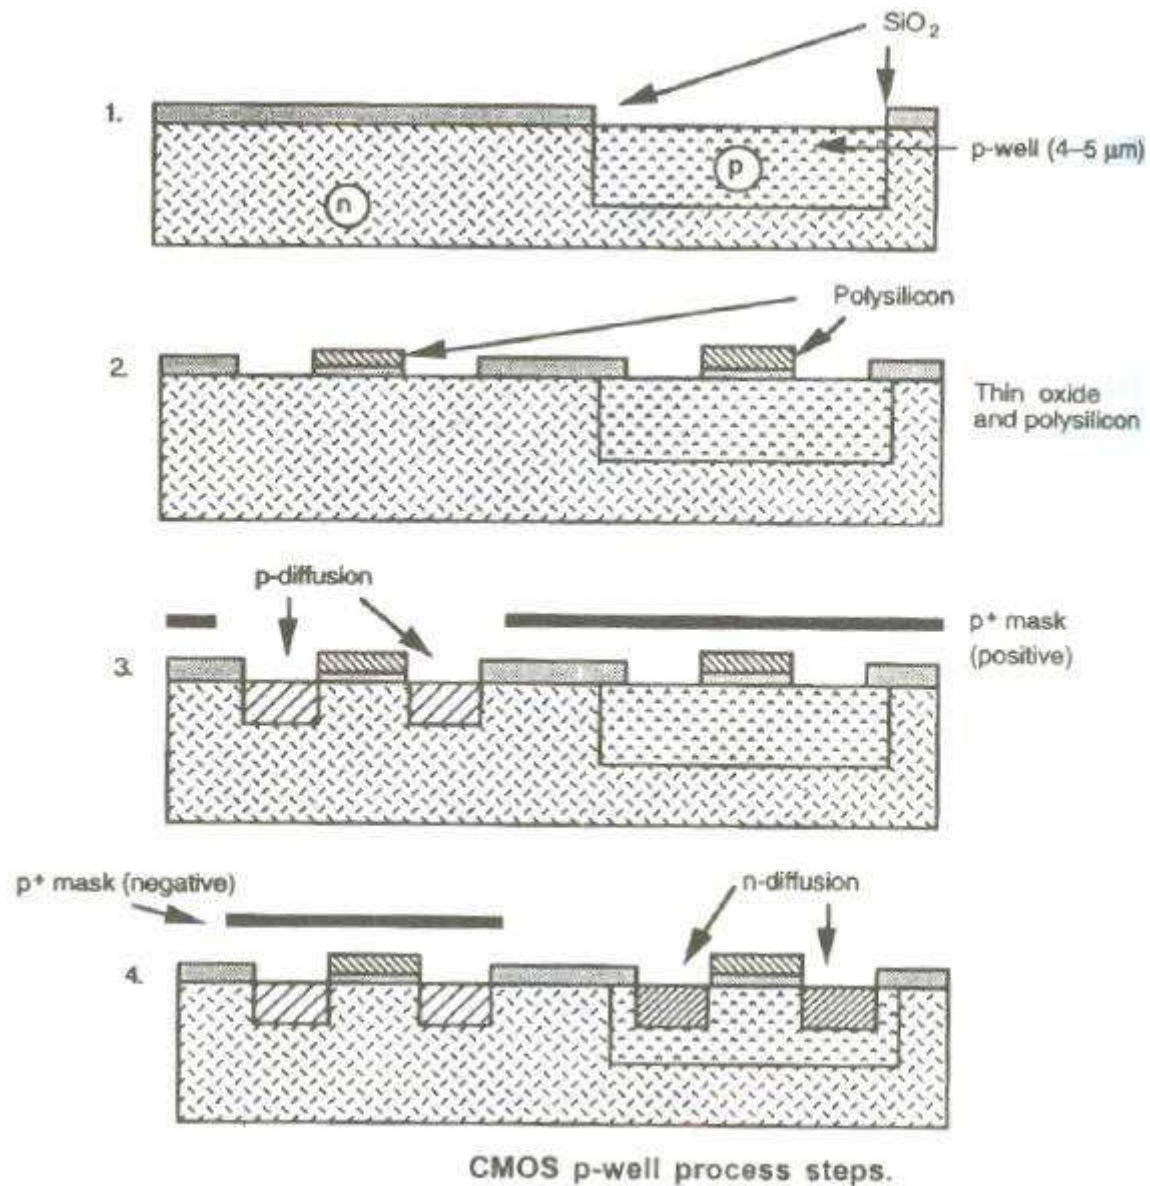 SiO₂
1.
p-well (4–5 μm)
p
n
Polysilicon
2.
Thin oxide
and polysilicon
p-diffusion
p⁺ mask
(positive)
3.
p⁺ mask (negative)
n-diffusion
4.
CMOS p-well process steps.